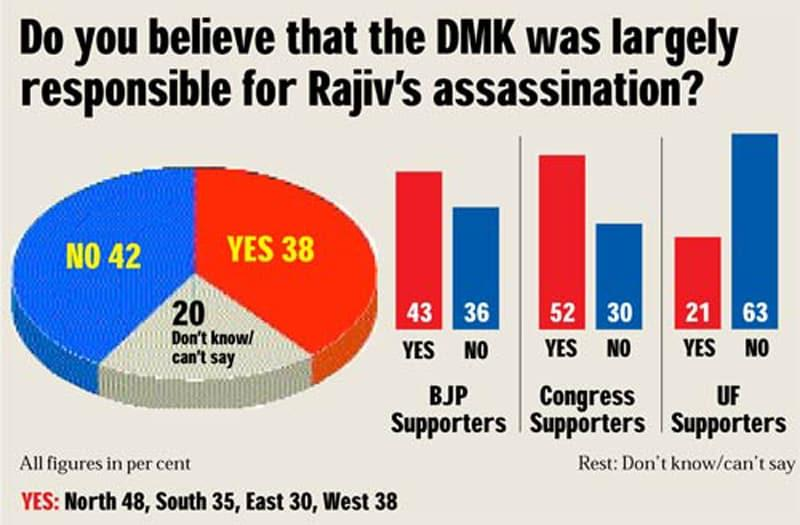 Do you believe that the DMK was largely
responsible for Rajiv's assassination?
NO 42
YES 38
20
Don't know/
can't say
43 36
YES NO
BJP
Supporters
52 30
YES NO
Congress
Supporters
21 63
YES NO
UF
Supporters
All figures in per cent
Rest: Don't know/can't say
YES: North 48, South 35, East 30, West 38